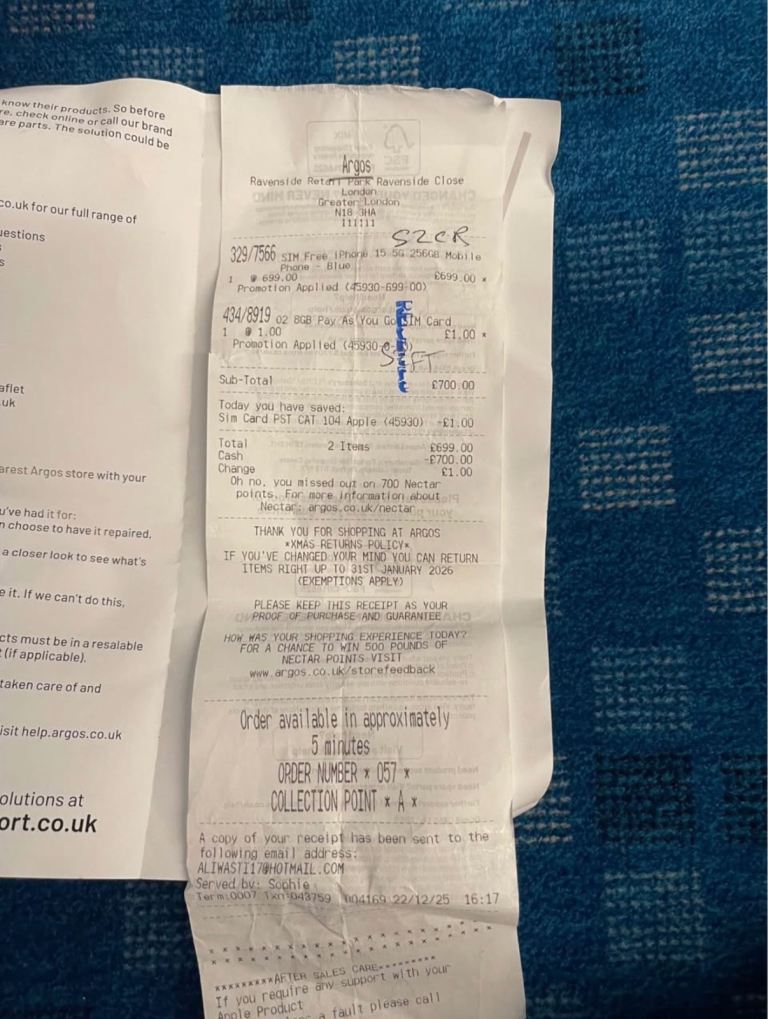 know their products. So before
re, check online or call our brand
are parts. The solution could be
co.uk for our full range of
uestions
s
s
aflet
.uk
arest Argos store with your
u've had it for:
n choose to have it repaired,
a closer look to see what's
e it. If we can't do this,
cts must be in a resalable
t (if applicable).
taken care of and
isit help.argos.co.uk
olutions at
ort.co.uk
Argos
Ravenside Retail Park Ravenside Close
London
Greater London
N18 3HA
111111
S2CR
329/7566 SIM Free iPhone 15 5G 256GB Mobile
Phone - Blue
1 @ 699.00 £699.00 *
Promotion Applied (45930-699-00)
434/8919 O2 8GB Pay As You Go SIM Card
1 @ 1.00 £1.00 *
Promotion Applied (45930-
Sub-Total £700.00
Today you have saved:
Sim Card PST CAT 104 Apple (45930) -£1.00
Total 2 Items £699.00
Cash -£700.00
Change £1.00
Oh no, you missed out on 700 Nectar
points. For more information about
Nectar: argos.co.uk/nectar
THANK YOU FOR SHOPPING AT ARGOS
*XMAS RETURNS POLICY*
IF YOU'VE CHANGED YOUR MIND YOU CAN RETURN
ITEMS RIGHT UP TO 31ST JANUARY 2026
(EXEMPTIONS APPLY)
PLEASE KEEP THIS RECEIPT AS YOUR
PROOF OF PURCHASE AND GUARANTEE
HOW WAS YOUR SHOPPING EXPERIENCE TODAY?
FOR A CHANCE TO WIN 500 POUNDS OF
NECTAR POINTS VISIT
www.argos.co.uk/storefeedback
Order available in approximately
5 minutes
ORDER NUMBER * 057 *
COLLECTION POINT * A *
A copy of your receipt has been sent to the
following email address:
ALIWASTI17@HOTMAIL.COM
Served by: Sophie
Term:0007 Txn:043759 004169 22/12/25 16:17
*********AFTER SALES CARE*********
If you require any support with your
Apple Product
a fault please call